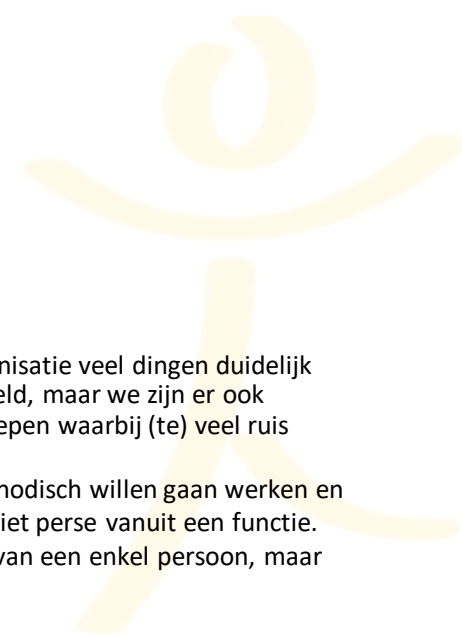 nisatie veel dingen duidelijk
eld, maar we zijn er ook
epen waarbij (te) veel ruis
nodisch willen gaan werken en
iet perse vanuit een functie.
van een enkel persoon, maar